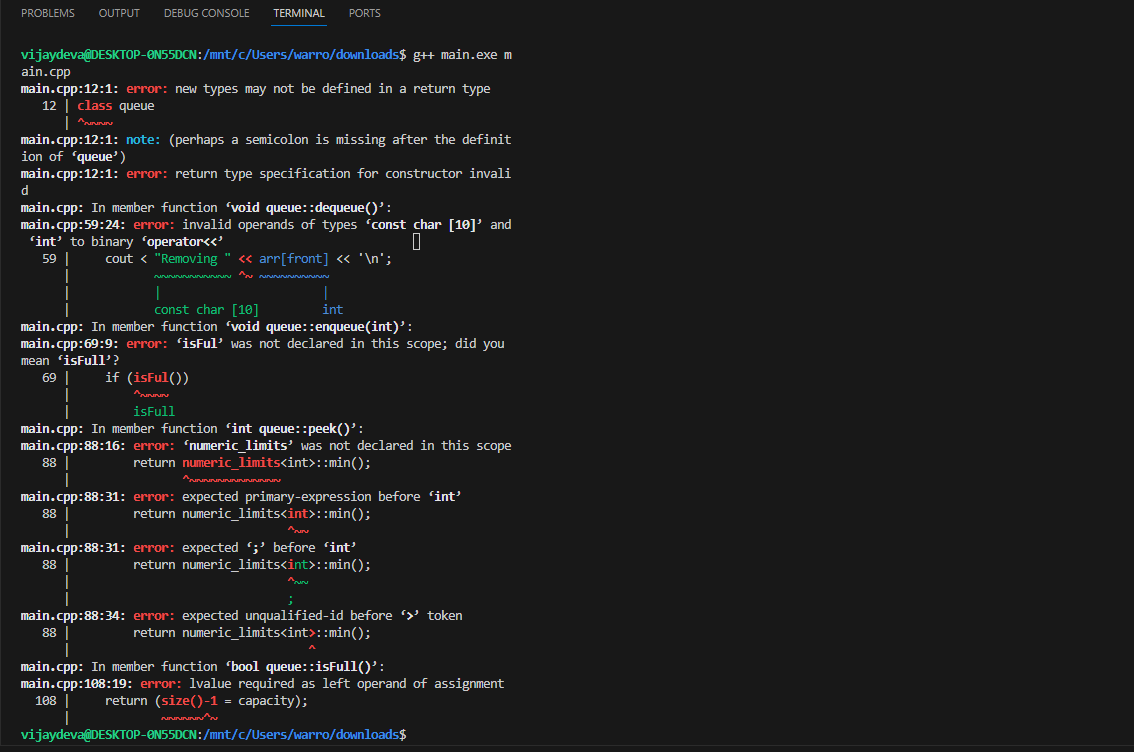 PROBLEMS OUTPUT DEBUG CONSOLE TERMINAL PORTS
vijaydeva@DESKTOP-0N55DCN:/mnt/c/Users/warro/downloads$ g++ main.exe m
ain.cpp
main.cpp:12:1: error: new types may not be defined in a return type
12 | class queue
| ^~~~~
main.cpp:12:1: note: (perhaps a semicolon is missing after the definit
ion of ‘queue’)
main.cpp:12:1: error: return type specification for constructor invali
d
main.cpp: In member function ‘void queue::dequeue()’:
main.cpp:59:24: error: invalid operands of types ‘const char [10]’ and
‘int’ to binary ‘operator<<’
59 | cout < "Removing " << arr[front] << '\n';
| ~~~~~~~~~~~ ^~ ~~~~~~~~~~
| | |
| const char [10] int
main.cpp: In member function ‘void queue::enqueue(int)’:
main.cpp:69:9: error: ‘isFul’ was not declared in this scope; did you
mean ‘isFull’?
69 | if (isFul())
| ^~~~~
| isFull
main.cpp: In member function ‘int queue::peek()’:
main.cpp:88:16: error: ‘numeric_limits’ was not declared in this scope
88 | return numeric_limits<int>::min();
| ^~~~~~~~~~~~~~
main.cpp:88:31: error: expected primary-expression before ‘int’
88 | return numeric_limits<int>::min();
| ^~~
main.cpp:88:31: error: expected ‘;’ before ‘int’
88 | return numeric_limits<int>::min();
| ^~~
| ;
main.cpp:88:34: error: expected unqualified-id before ‘>’ token
88 | return numeric_limits<int>::min();
| ^
main.cpp: In member function ‘bool queue::isFull()’:
main.cpp:108:19: error: lvalue required as left operand of assignment
108 | return (size()-1 = capacity);
| ~~~~~~^~
vijaydeva@DESKTOP-0N55DCN:/mnt/c/Users/warro/downloads$